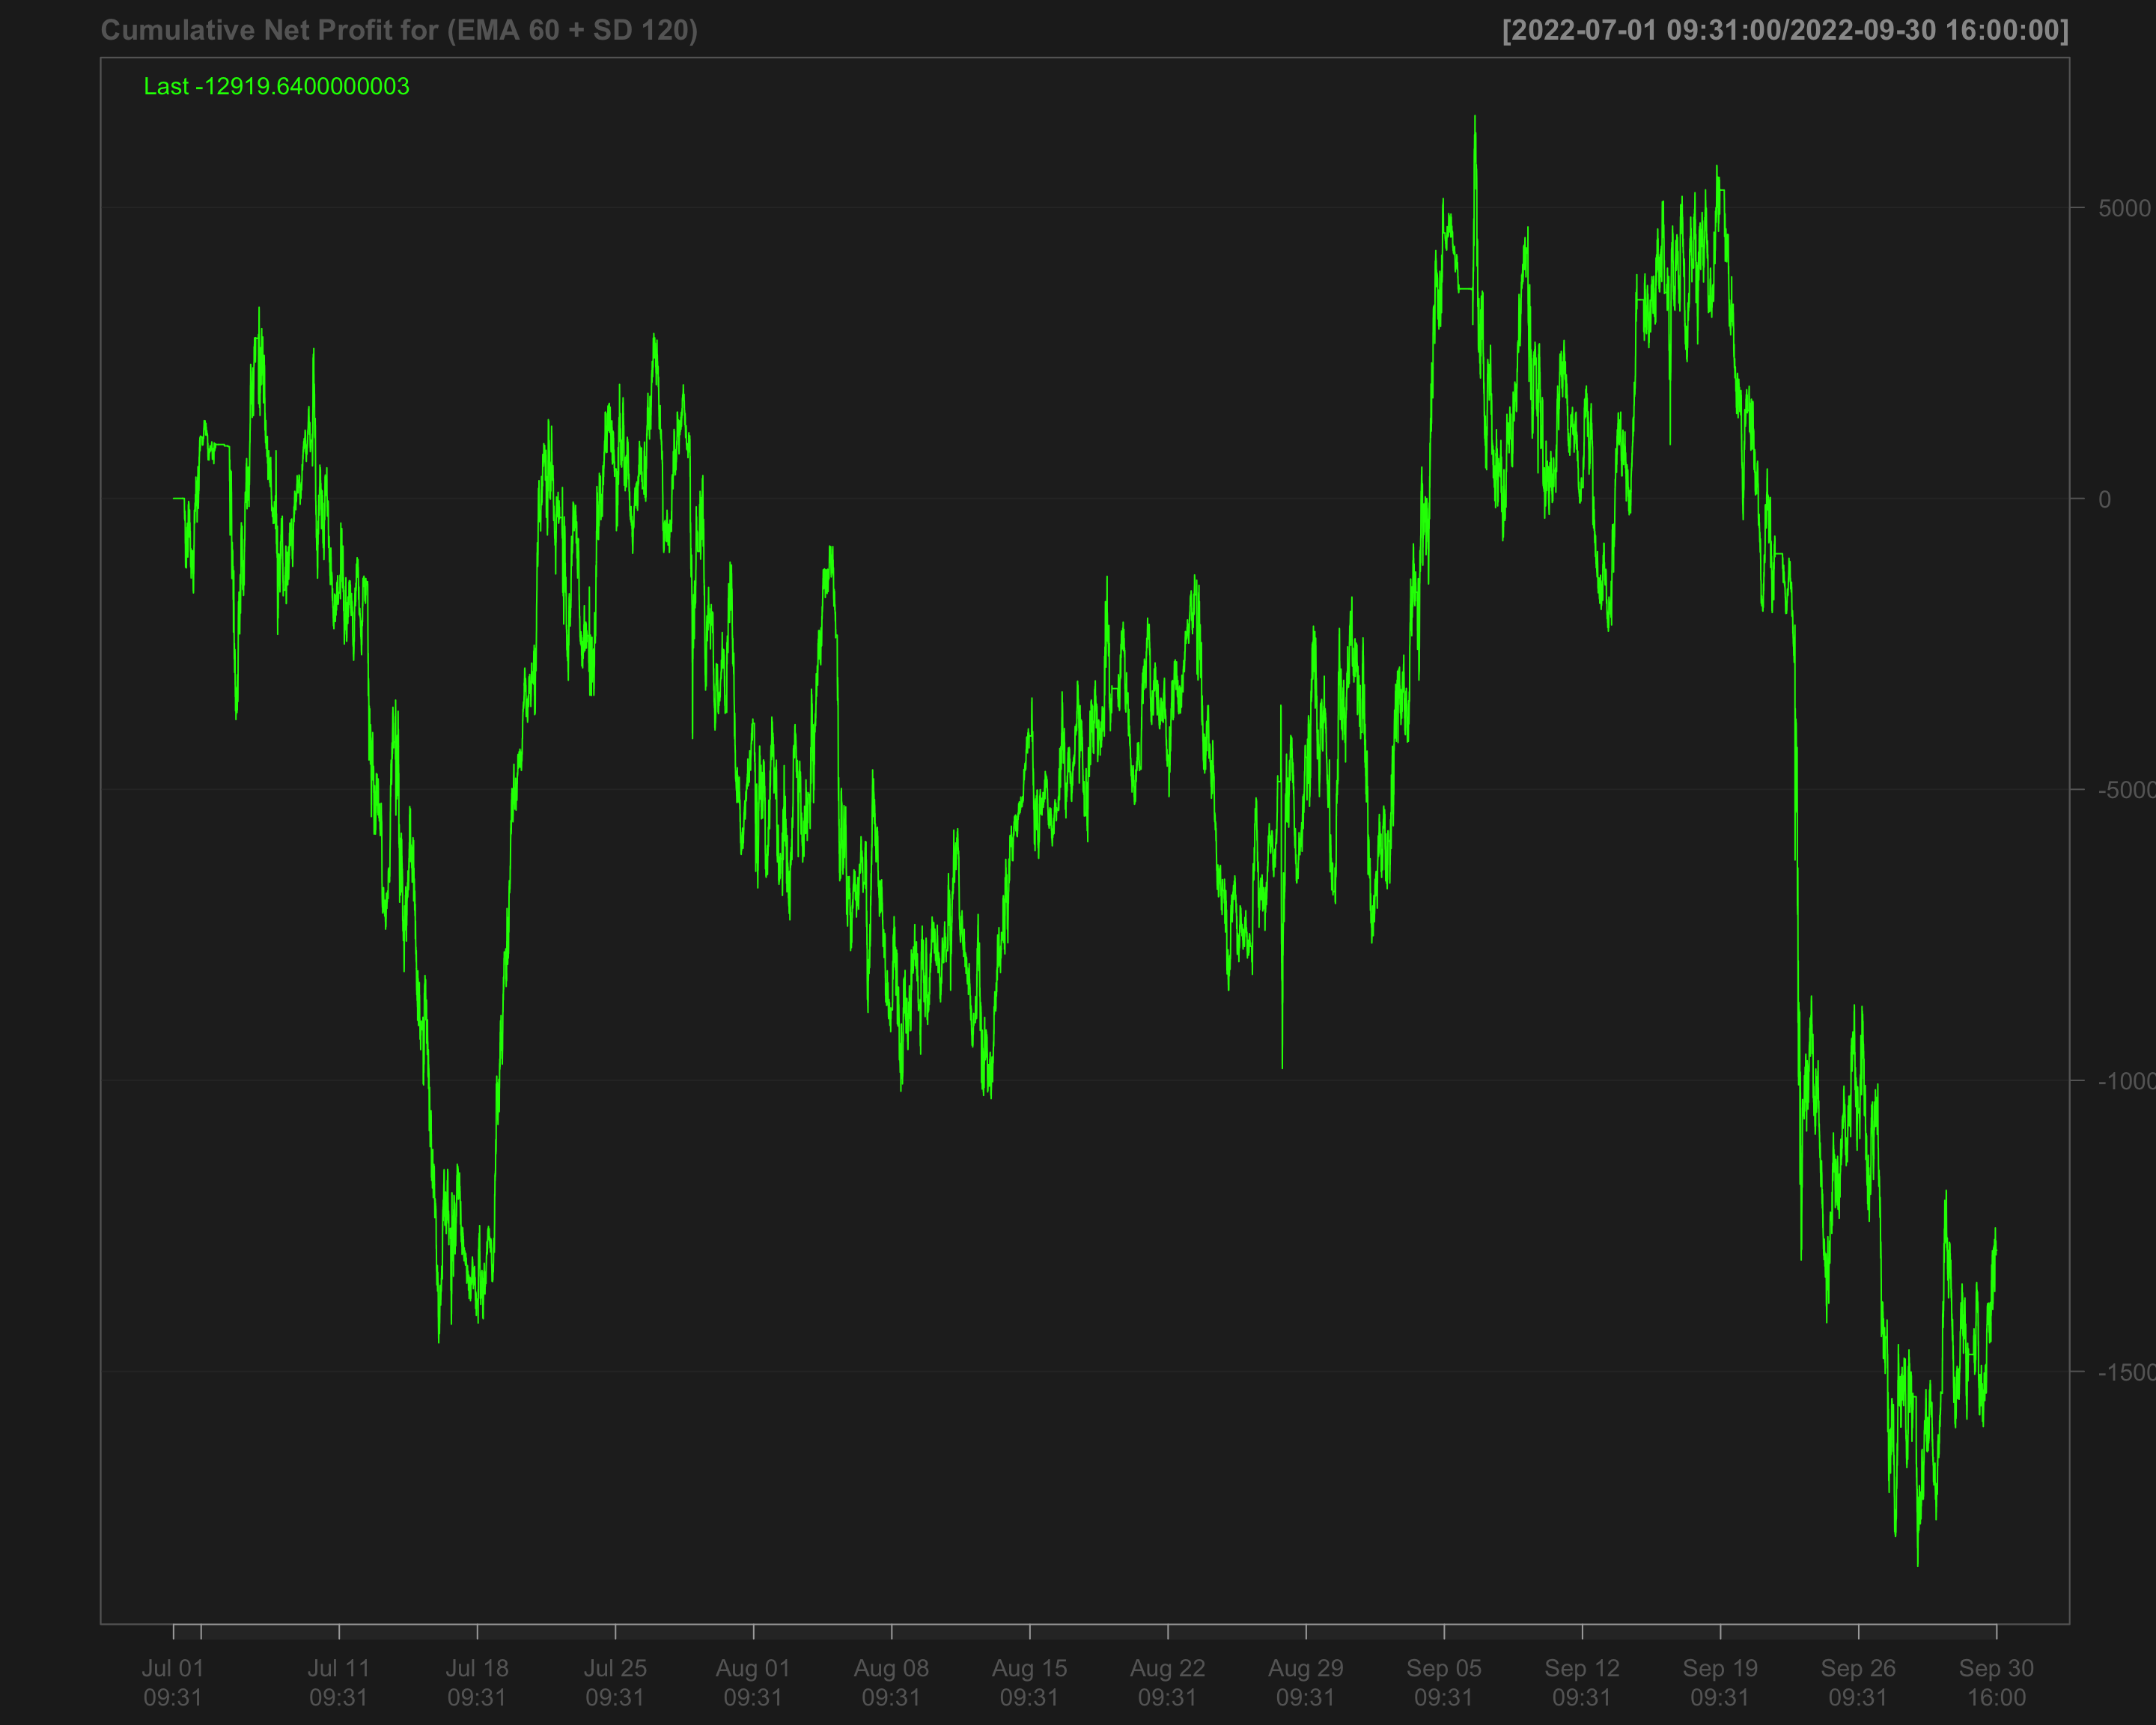 Cumulative Net Profit for (EMA 60 + SD 120) [2022-07-01 09:31:00/2022-09-30 16:00:00]
Last -12919.6400000003
5000
0
-5000
-1000
-1500
Jul 01 Jul 11 Jul 18 Jul 25 Aug 01 Aug 08 Aug 15 Aug 22 Aug 29 Sep 05 Sep 12 Sep 19 Sep 26 Sep 30
09:31 09:31 09:31 09:31 09:31 09:31 09:31 09:31 09:31 09:31 09:31 09:31 09:31 16:00